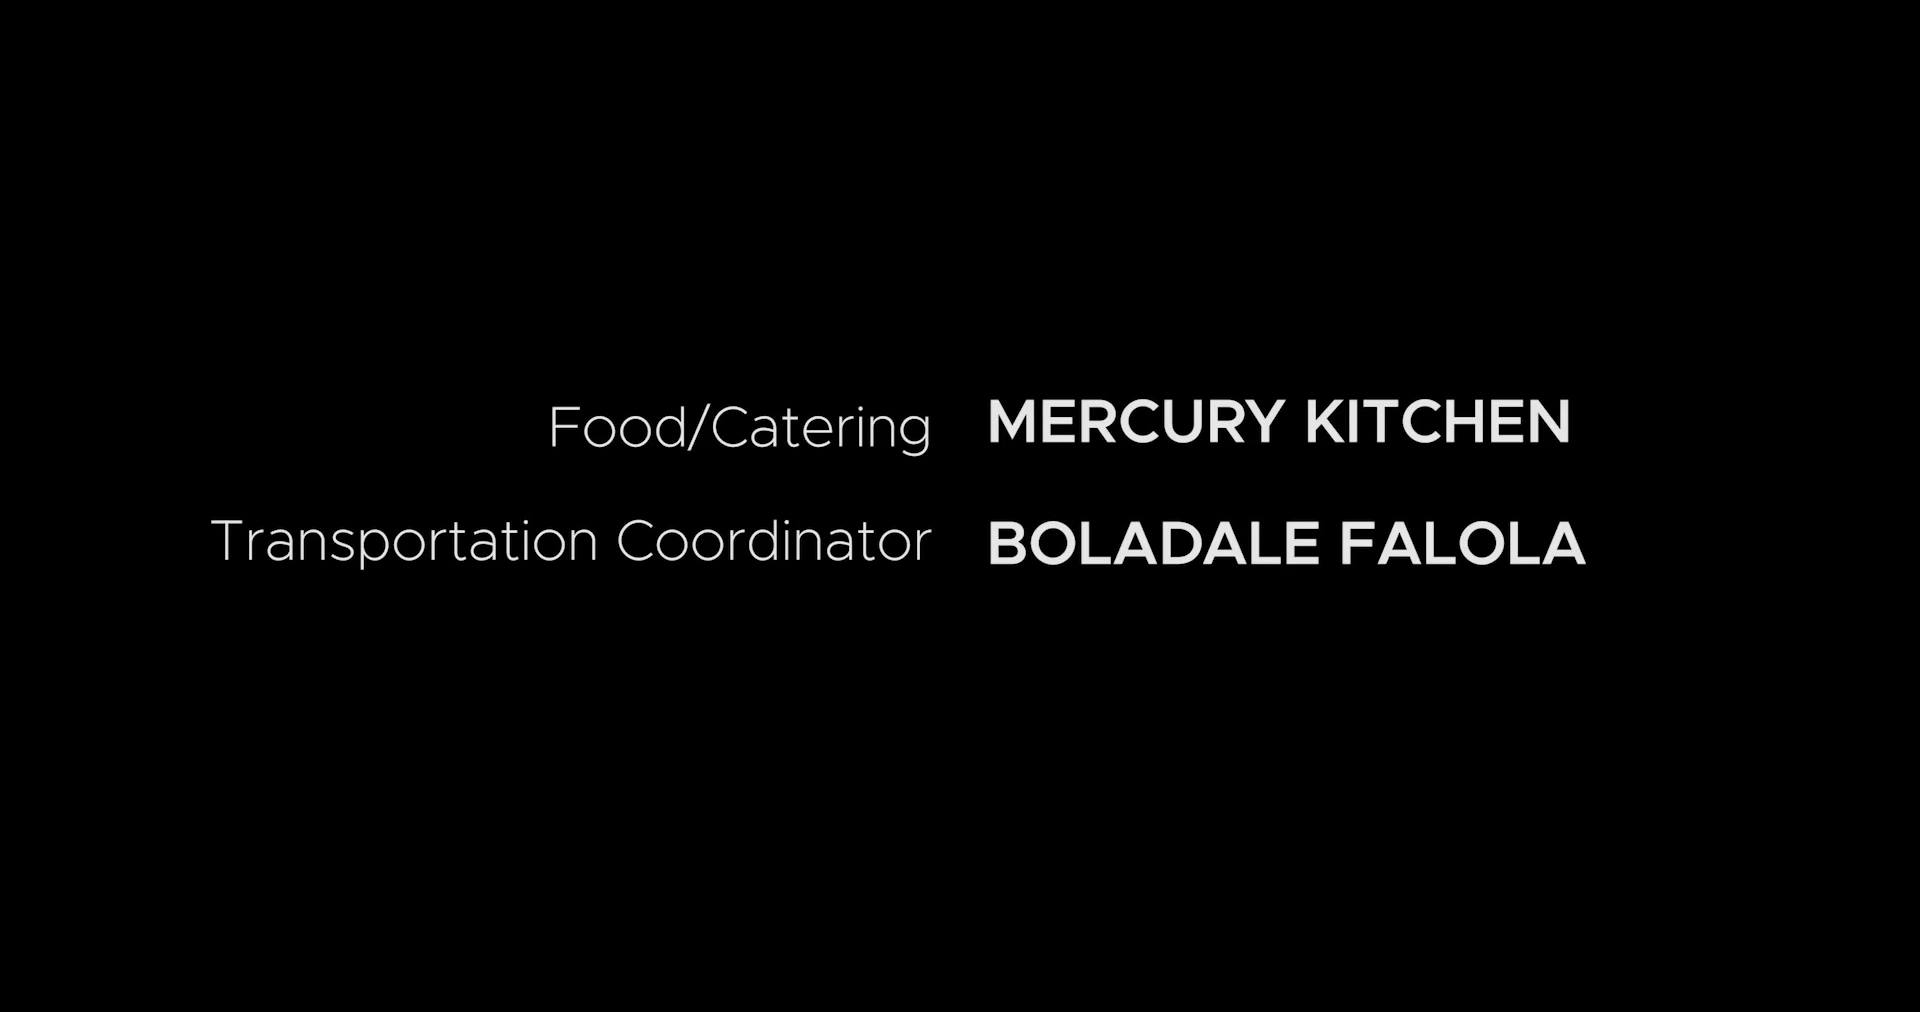 Food/Catering MERCURY KITCHEN
Transportation Coordinator BOLADALE FALOLA